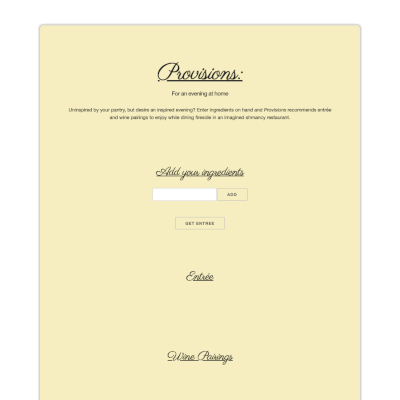 Provisions:
For an evening at home
Uninspired by your pantry, but desire an inspired evening? Enter ingredients on hand and Provisions recommends entrée
and wine pairings to enjoy while dining fireside in an imagined shmancy restaurant.
Add your ingredients
ADD
GET ENTREE
Entrée
Wine Pairings